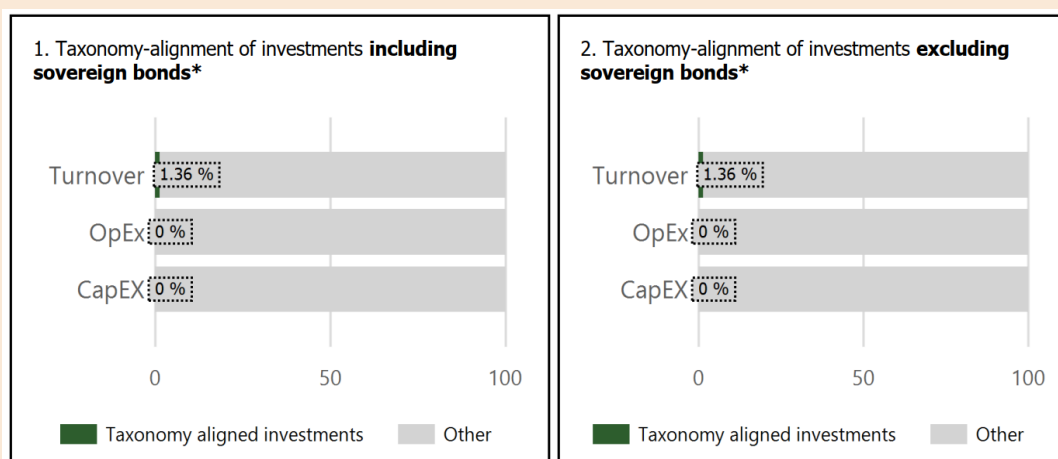 1. Taxonomy-alignment of investments including
sovereign bonds*
Turnover 1.36 %
OpEx 0 %
CapEX 0 %
0 50 100
Taxonomy aligned investments Other
2. Taxonomy-alignment of investments excluding
sovereign bonds*
Turnover 1.36 %
OpEx 0 %
CapEX 0 %
0 50 100
Taxonomy aligned investments Other